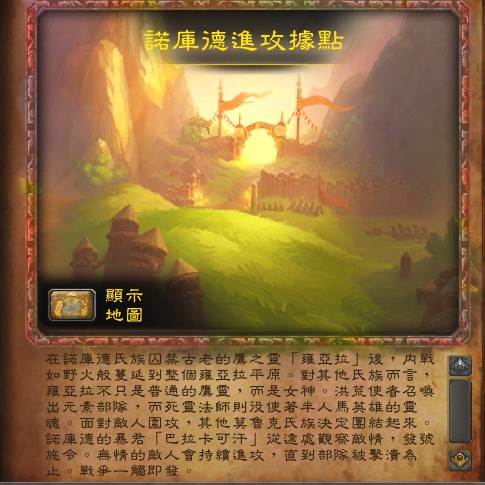 諾庫德進攻據點
顯示
地圖
在諾庫德氏族囚禁古老的鷹之靈「雍亞拉」後，內戰
如野火般蔓延到整個雍亞拉平原。對其他氏族而言，
雍亞拉不只是普通的鷹靈，而是女神。洪荒使者召喚
出元素部隊，而死靈法師則役使著半人馬英雄的靈
魂。面對敵人圍攻，其他莫魯克氏族決定團結起來。
諾庫德的暴君「巴拉卡可汗」從遠處觀察敵情，發號
施令。無情的敵人會持續進攻，直到部隊被擊潰為
止。戰爭一觸即發。